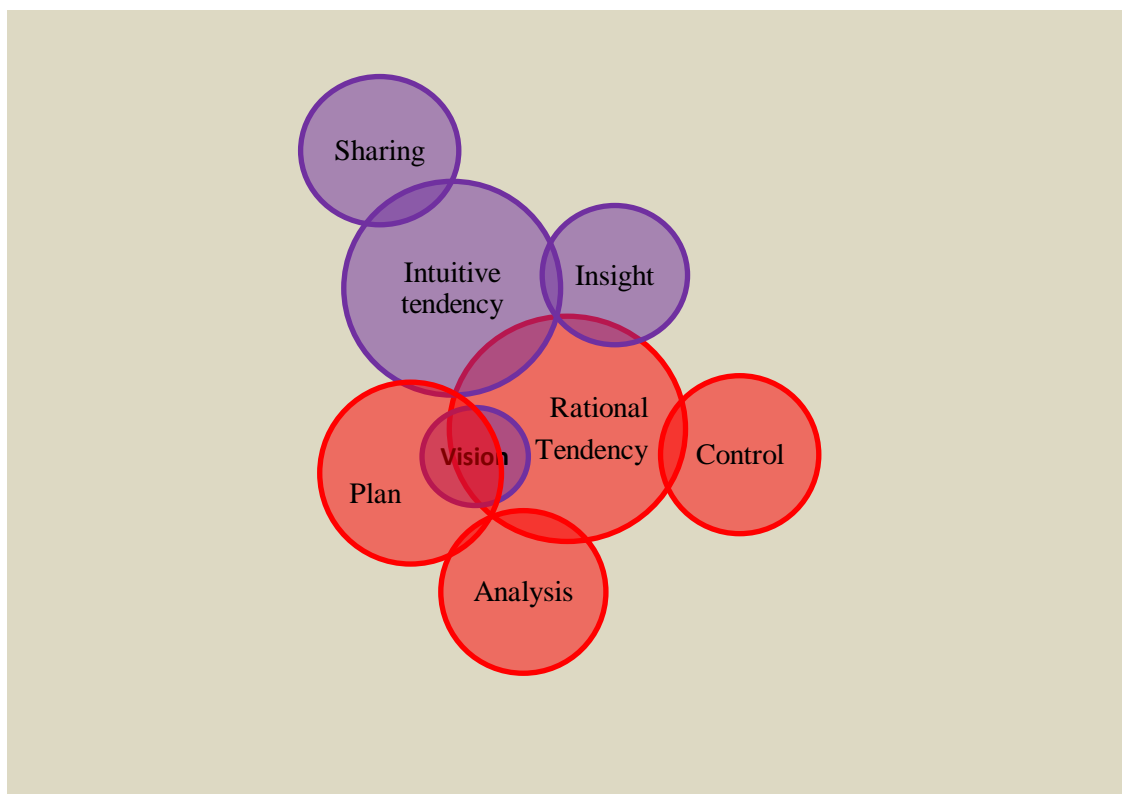 Sharing
Intuitive
tendency
Insight
Rational
Tendency
Control
Vision
Plan
Analysis